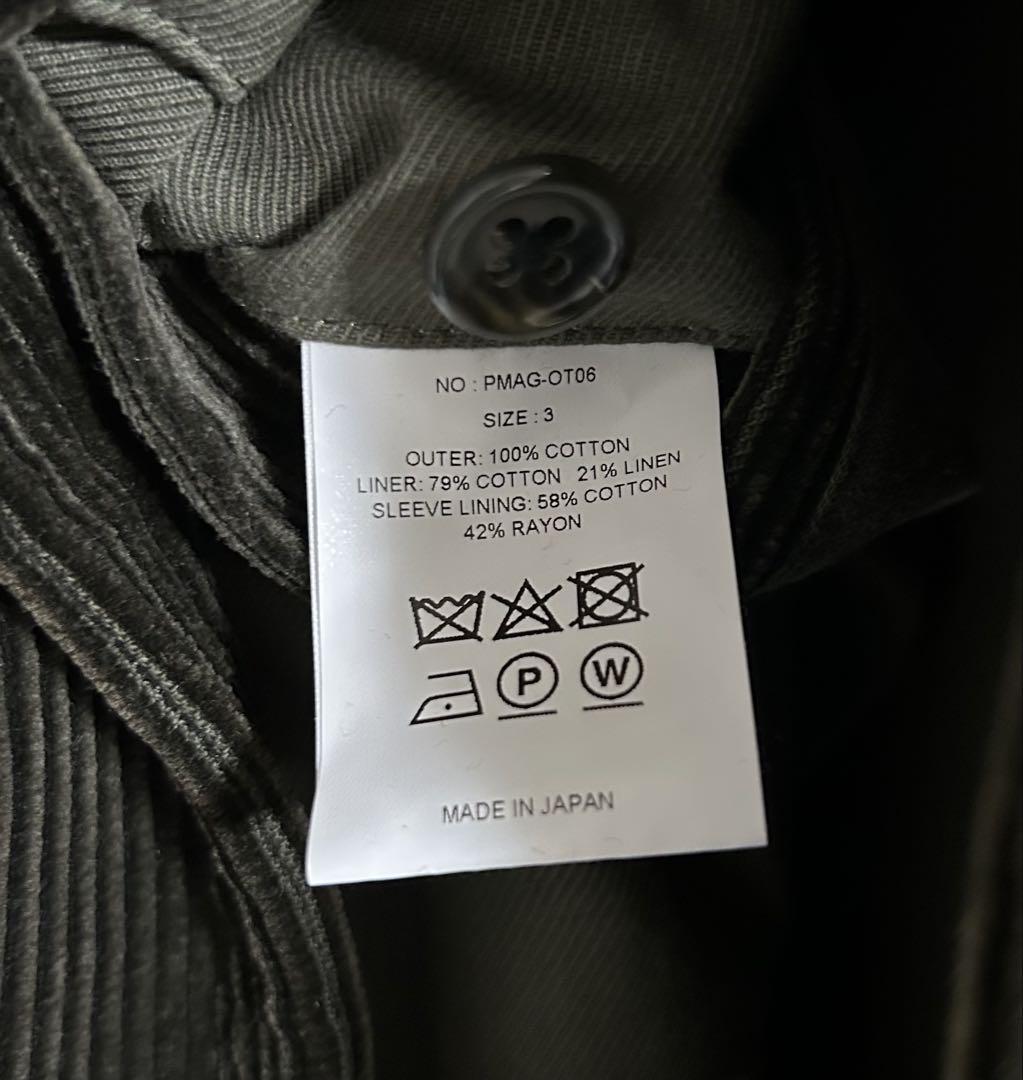 NO : PMAG-OT06
SIZE : 3
OUTER: 100% COTTON
LINER: 79% COTTON 21% LINEN
SLEEVE LINING: 58% COTTON
42% RAYON
P W
MADE IN JAPAN